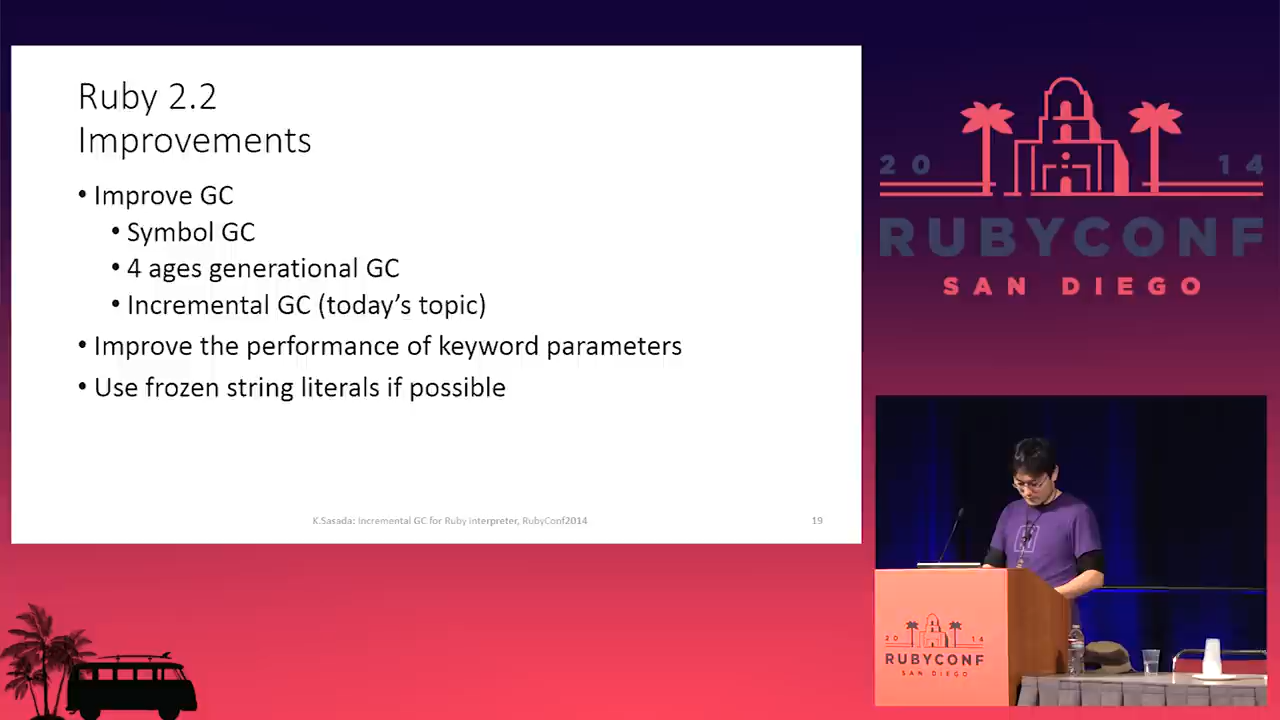 Ruby 2.2
Improvements
• Improve GC
• Symbol GC
• 4 ages generational GC
• Incremental GC (today's topic)
• Improve the performance of keyword parameters
• Use frozen string literals if possible
K.Sasada: Incremental GC for Ruby interpreter, RubyConf2014
19
2014
RUBYCONF
SAN DIEGO
2014
RUBYCONF
SAN DIEGO